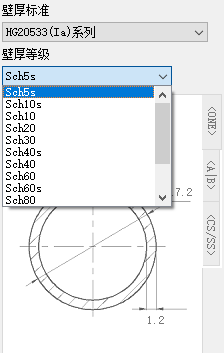 壁厚标准
HG20533(Ia)系列
壁厚等级
Sch5s
Sch5s
Sch10s
Sch10
Sch20
Sch30
Sch40s
Sch40
Sch60
Sch60s
Sch80
<ONE>
<A|B>
<CS/SS>
7.2
1.2